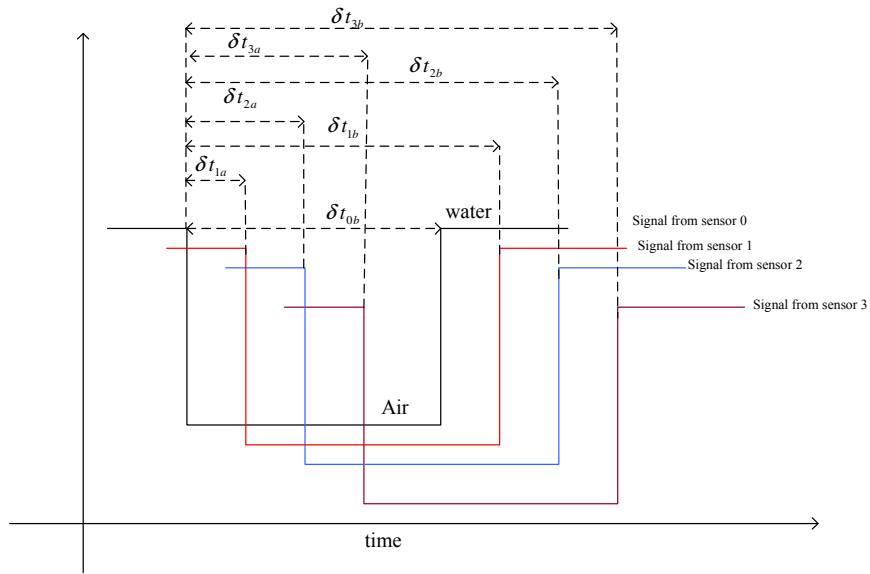 δt3b
δt3a
δt2b
δt2a
δt1b
δt1a
δt0b
water
Signal from sensor 0
Signal from sensor 1
Signal from sensor 2
Signal from sensor 3
Air
time